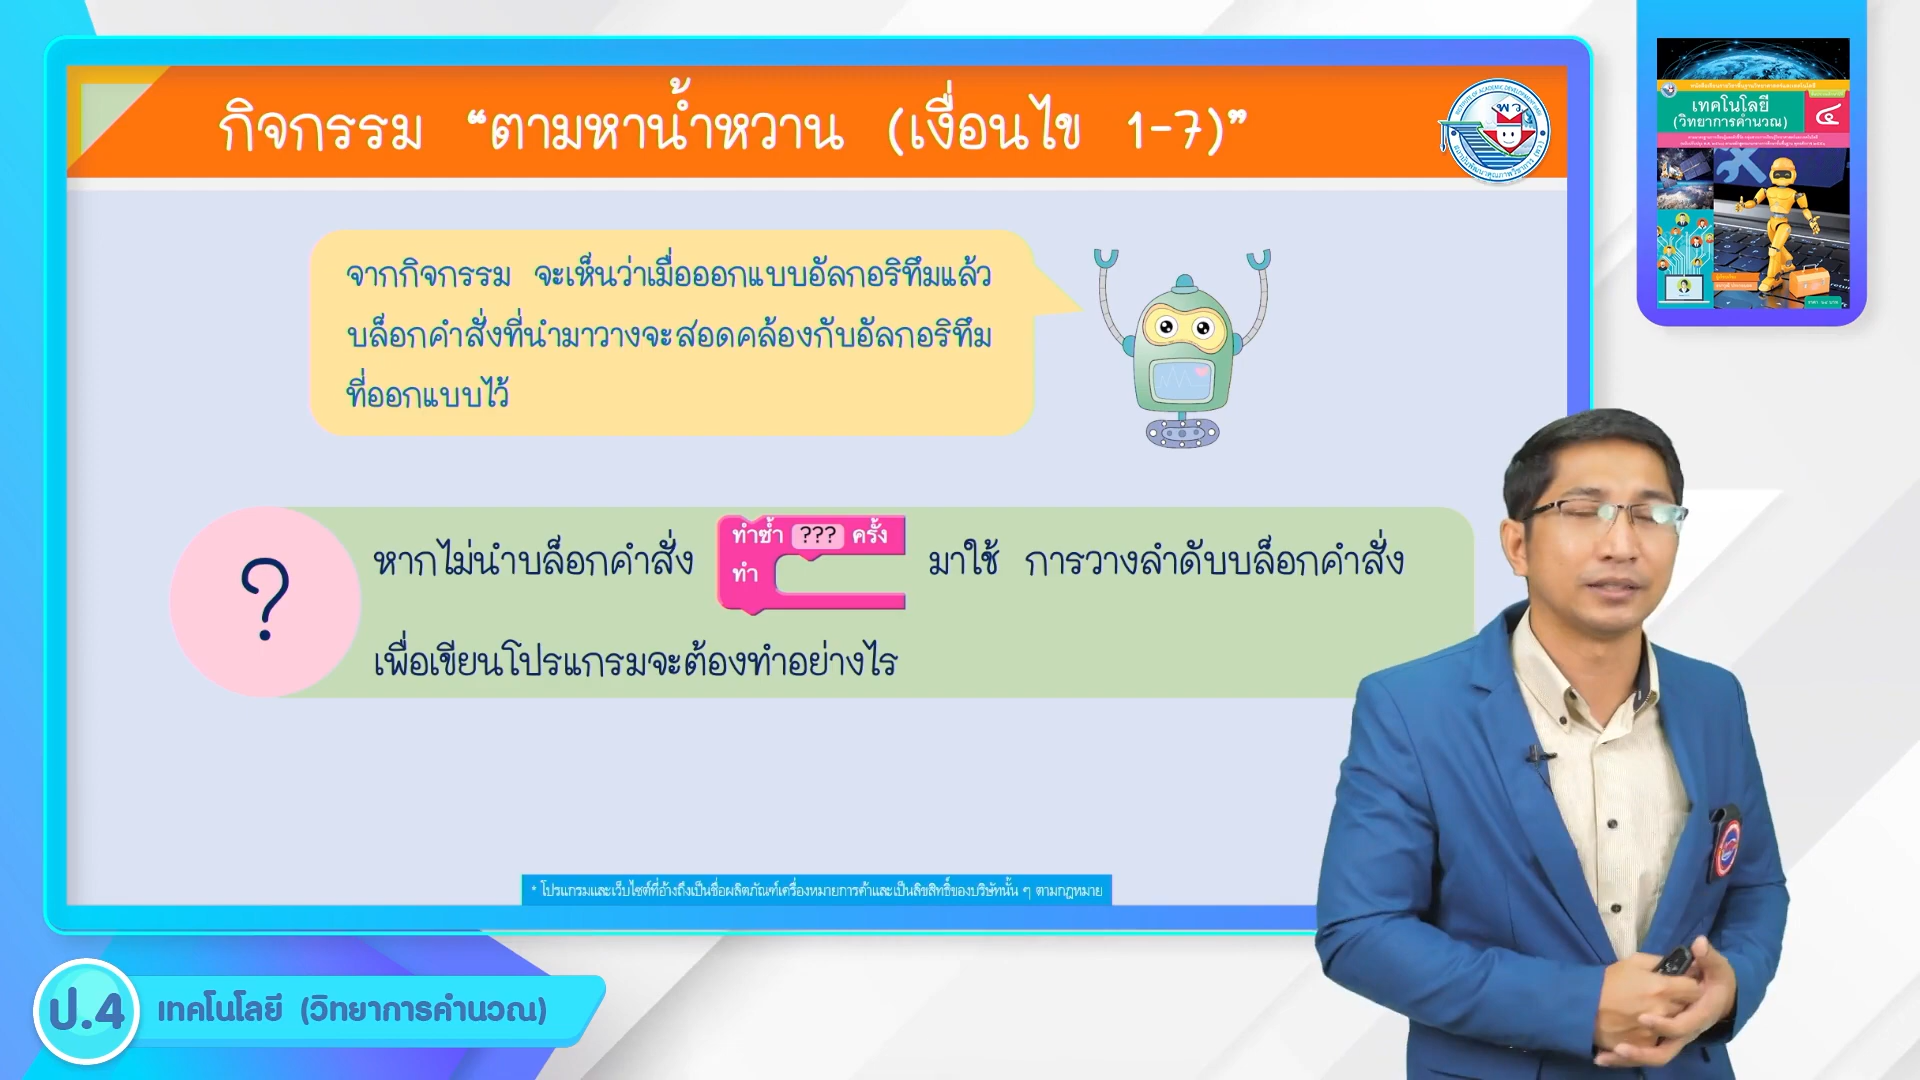 กิจกรรม “ตามหาน้ำหวาน (เงื่อนไข 1-7)”
จากกิจกรรม จะเห็นว่าเมื่อออกแบบอัลกอริทึมแล้ว
บล็อกคำสั่งที่นำมาวางจะสอดคล้องกับอัลกอริทึม
ที่ออกแบบไว้
?
หากไม่นำบล็อกคำสั่ง ทำซ้ำ ??? ครั้ง
ทำ
มาใช้ การวางลำดับบล็อกคำสั่ง
เพื่อเขียนโปรแกรมจะต้องทำอย่างไร
* โปรแกรมและเว็บไซต์ที่อ้างถึงเป็นชื่อผลิตภัณฑ์เครื่องหมายการค้าและเป็นลิขสิทธิ์ของบริษัทนั้น ๆ ตามกฎหมาย
ป.4 เทคโนโลยี (วิทยาการคำนวณ)
เทคโนโลยี
(วิทยาการคำนวณ)
๔
พว